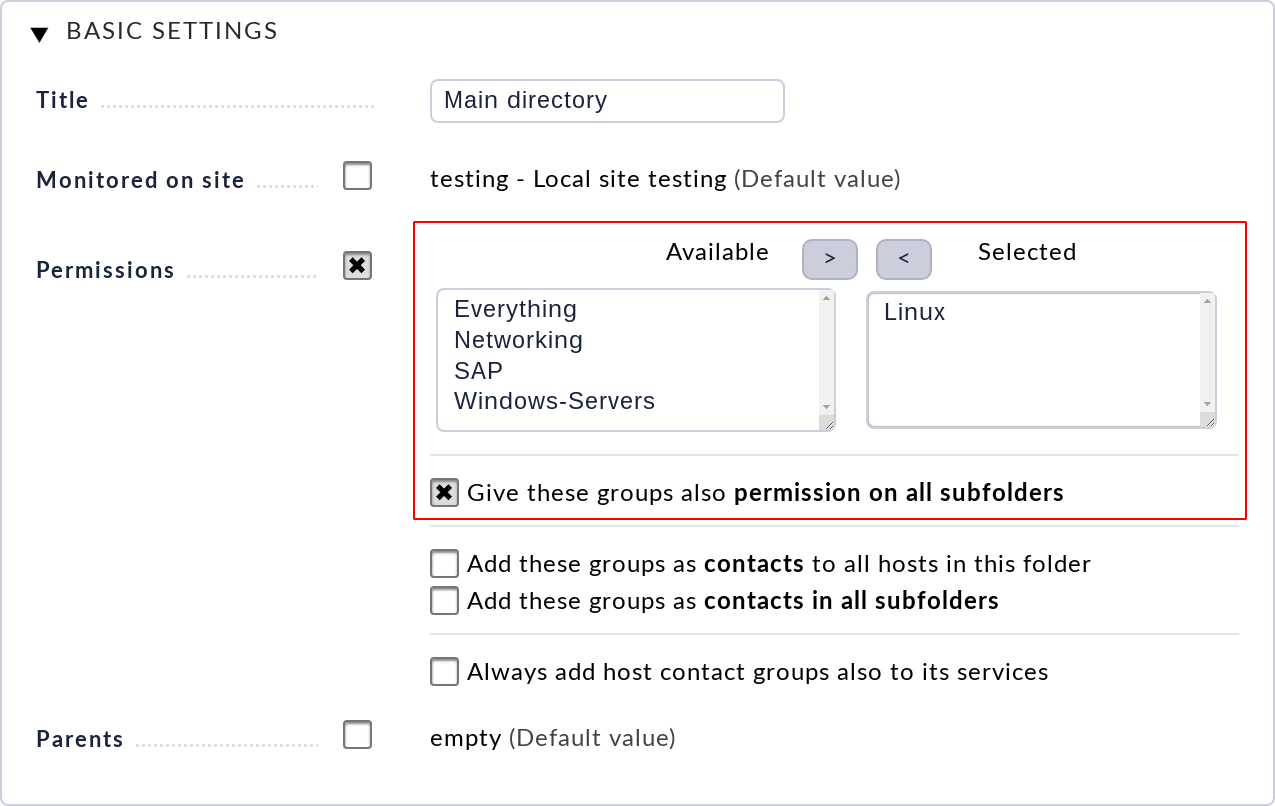 BASIC SETTINGS
Title
Main directory
Monitored on site
testing - Local site testing (Default value)
Permissions
Available > < Selected
Everything
Networking
SAP
Windows-Servers
Linux
Give these groups also permission on all subfolders
Add these groups as contacts to all hosts in this folder
Add these groups as contacts in all subfolders
Always add host contact groups also to its services
Parents
empty (Default value)